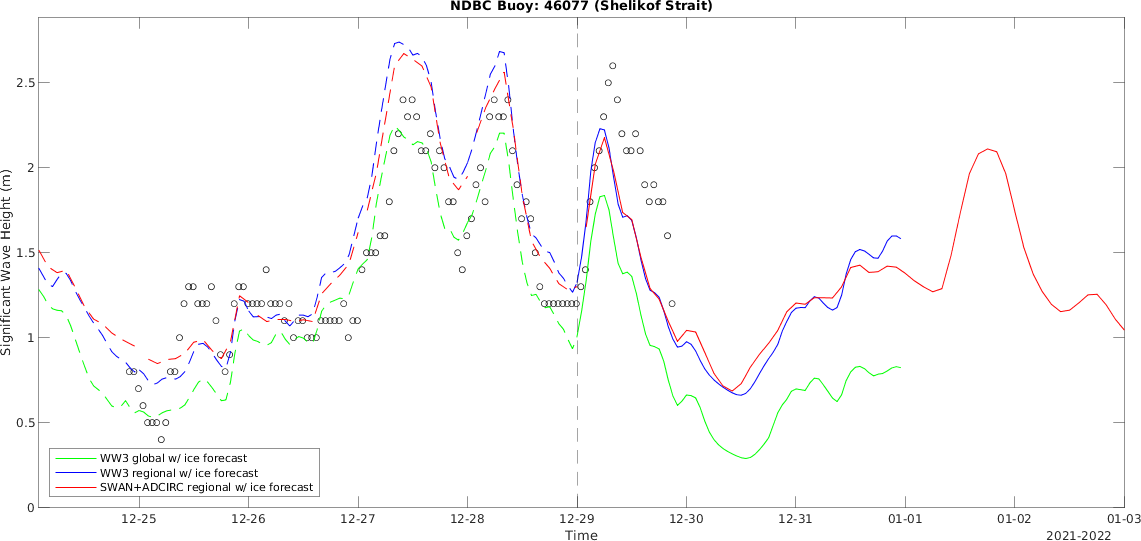 NDBC Buoy: 46077 (Shelikof Strait)
Significant Wave Height (m)
2.5
2
1.5
1
0.5
0
WW3 global w/ ice forecast
WW3 regional w/ ice forecast
SWAN+ADCIRC regional w/ ice forecast
12-25 12-26 12-27 12-28 12-29 12-30 12-31 01-01 01-02 01-03
Time
2021-2022